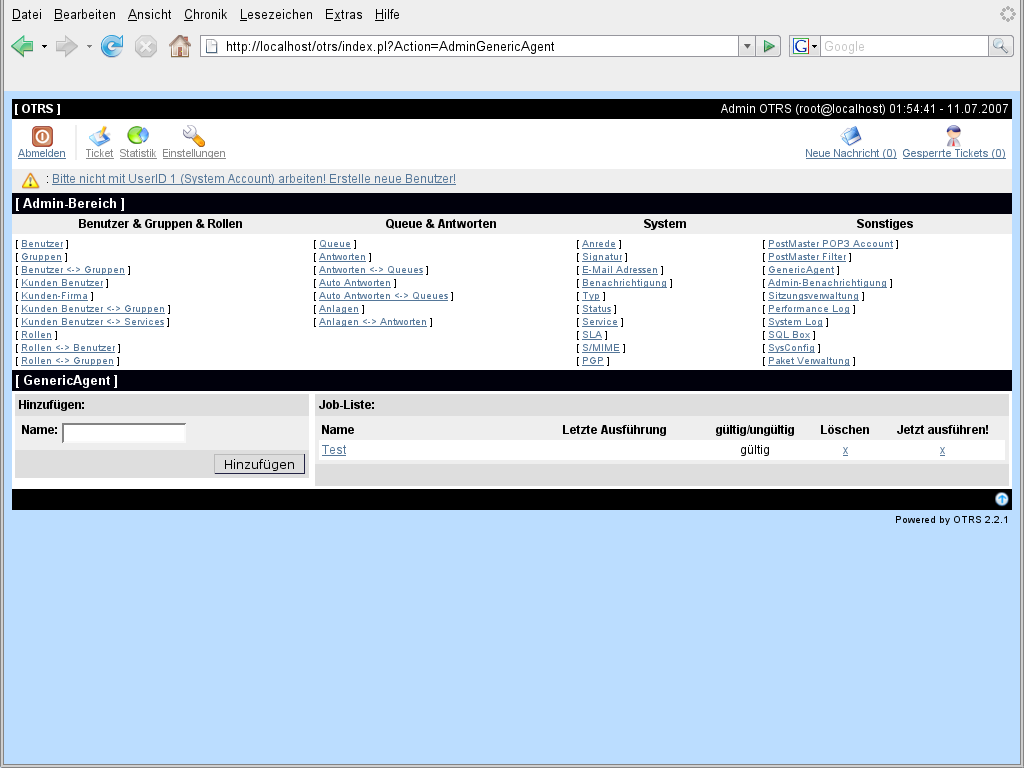 Datei Bearbeiten Ansicht Chronik Lesezeichen Extras Hilfe
http://localhost/otrs/index.pl?Action=AdminGenericAgent
G Google
[ OTRS ] Admin OTRS (root@localhost) 01:54:41 - 11.07.2007
Abmelden Ticket Statistik Einstellungen Neue Nachricht (0) Gesperrte Tickets (0)
: Bitte nicht mit UserID 1 (System Account) arbeiten! Erstelle neue Benutzer!
[ Admin-Bereich ]
Benutzer & Gruppen & Rollen Queue & Antworten System Sonstiges
[ Benutzer ] [ Queue ] [ Anrede ] [ PostMaster POP3 Account ]
[ Gruppen ] [ Antworten ] [ Signatur ] [ PostMaster Filter ]
[ Benutzer <-> Gruppen ] [ Antworten <-> Queues ] [ E-Mail Adressen ] [ GenericAgent ]
[ Kunden Benutzer ] [ Auto Antworten ] [ Benachrichtigung ] [ Admin-Benachrichtigung ]
[ Kunden-Firma ] [ Auto Antworten <-> Queues ] [ Typ ] [ Sitzungsverwaltung ]
[ Kunden Benutzer <-> Gruppen ] [ Anlagen ] [ Status ] [ Performance Log ]
[ Kunden Benutzer <-> Services ] [ Anlagen <-> Antworten ] [ Service ] [ System Log ]
[ Rollen ] [ SLA ] [ SQL Box ]
[ Rollen <-> Benutzer ] [ S/MIME ] [ SysConfig ]
[ Rollen <-> Gruppen ] [ PGP ] [ Paket Verwaltung ]
[ GenericAgent ]
Hinzufügen: Job-Liste:
Name: Name Letzte Ausführung gültig/ungültig Löschen Jetzt ausführen!
Test gültig x x
Hinzufügen
Powered by OTRS 2.2.1